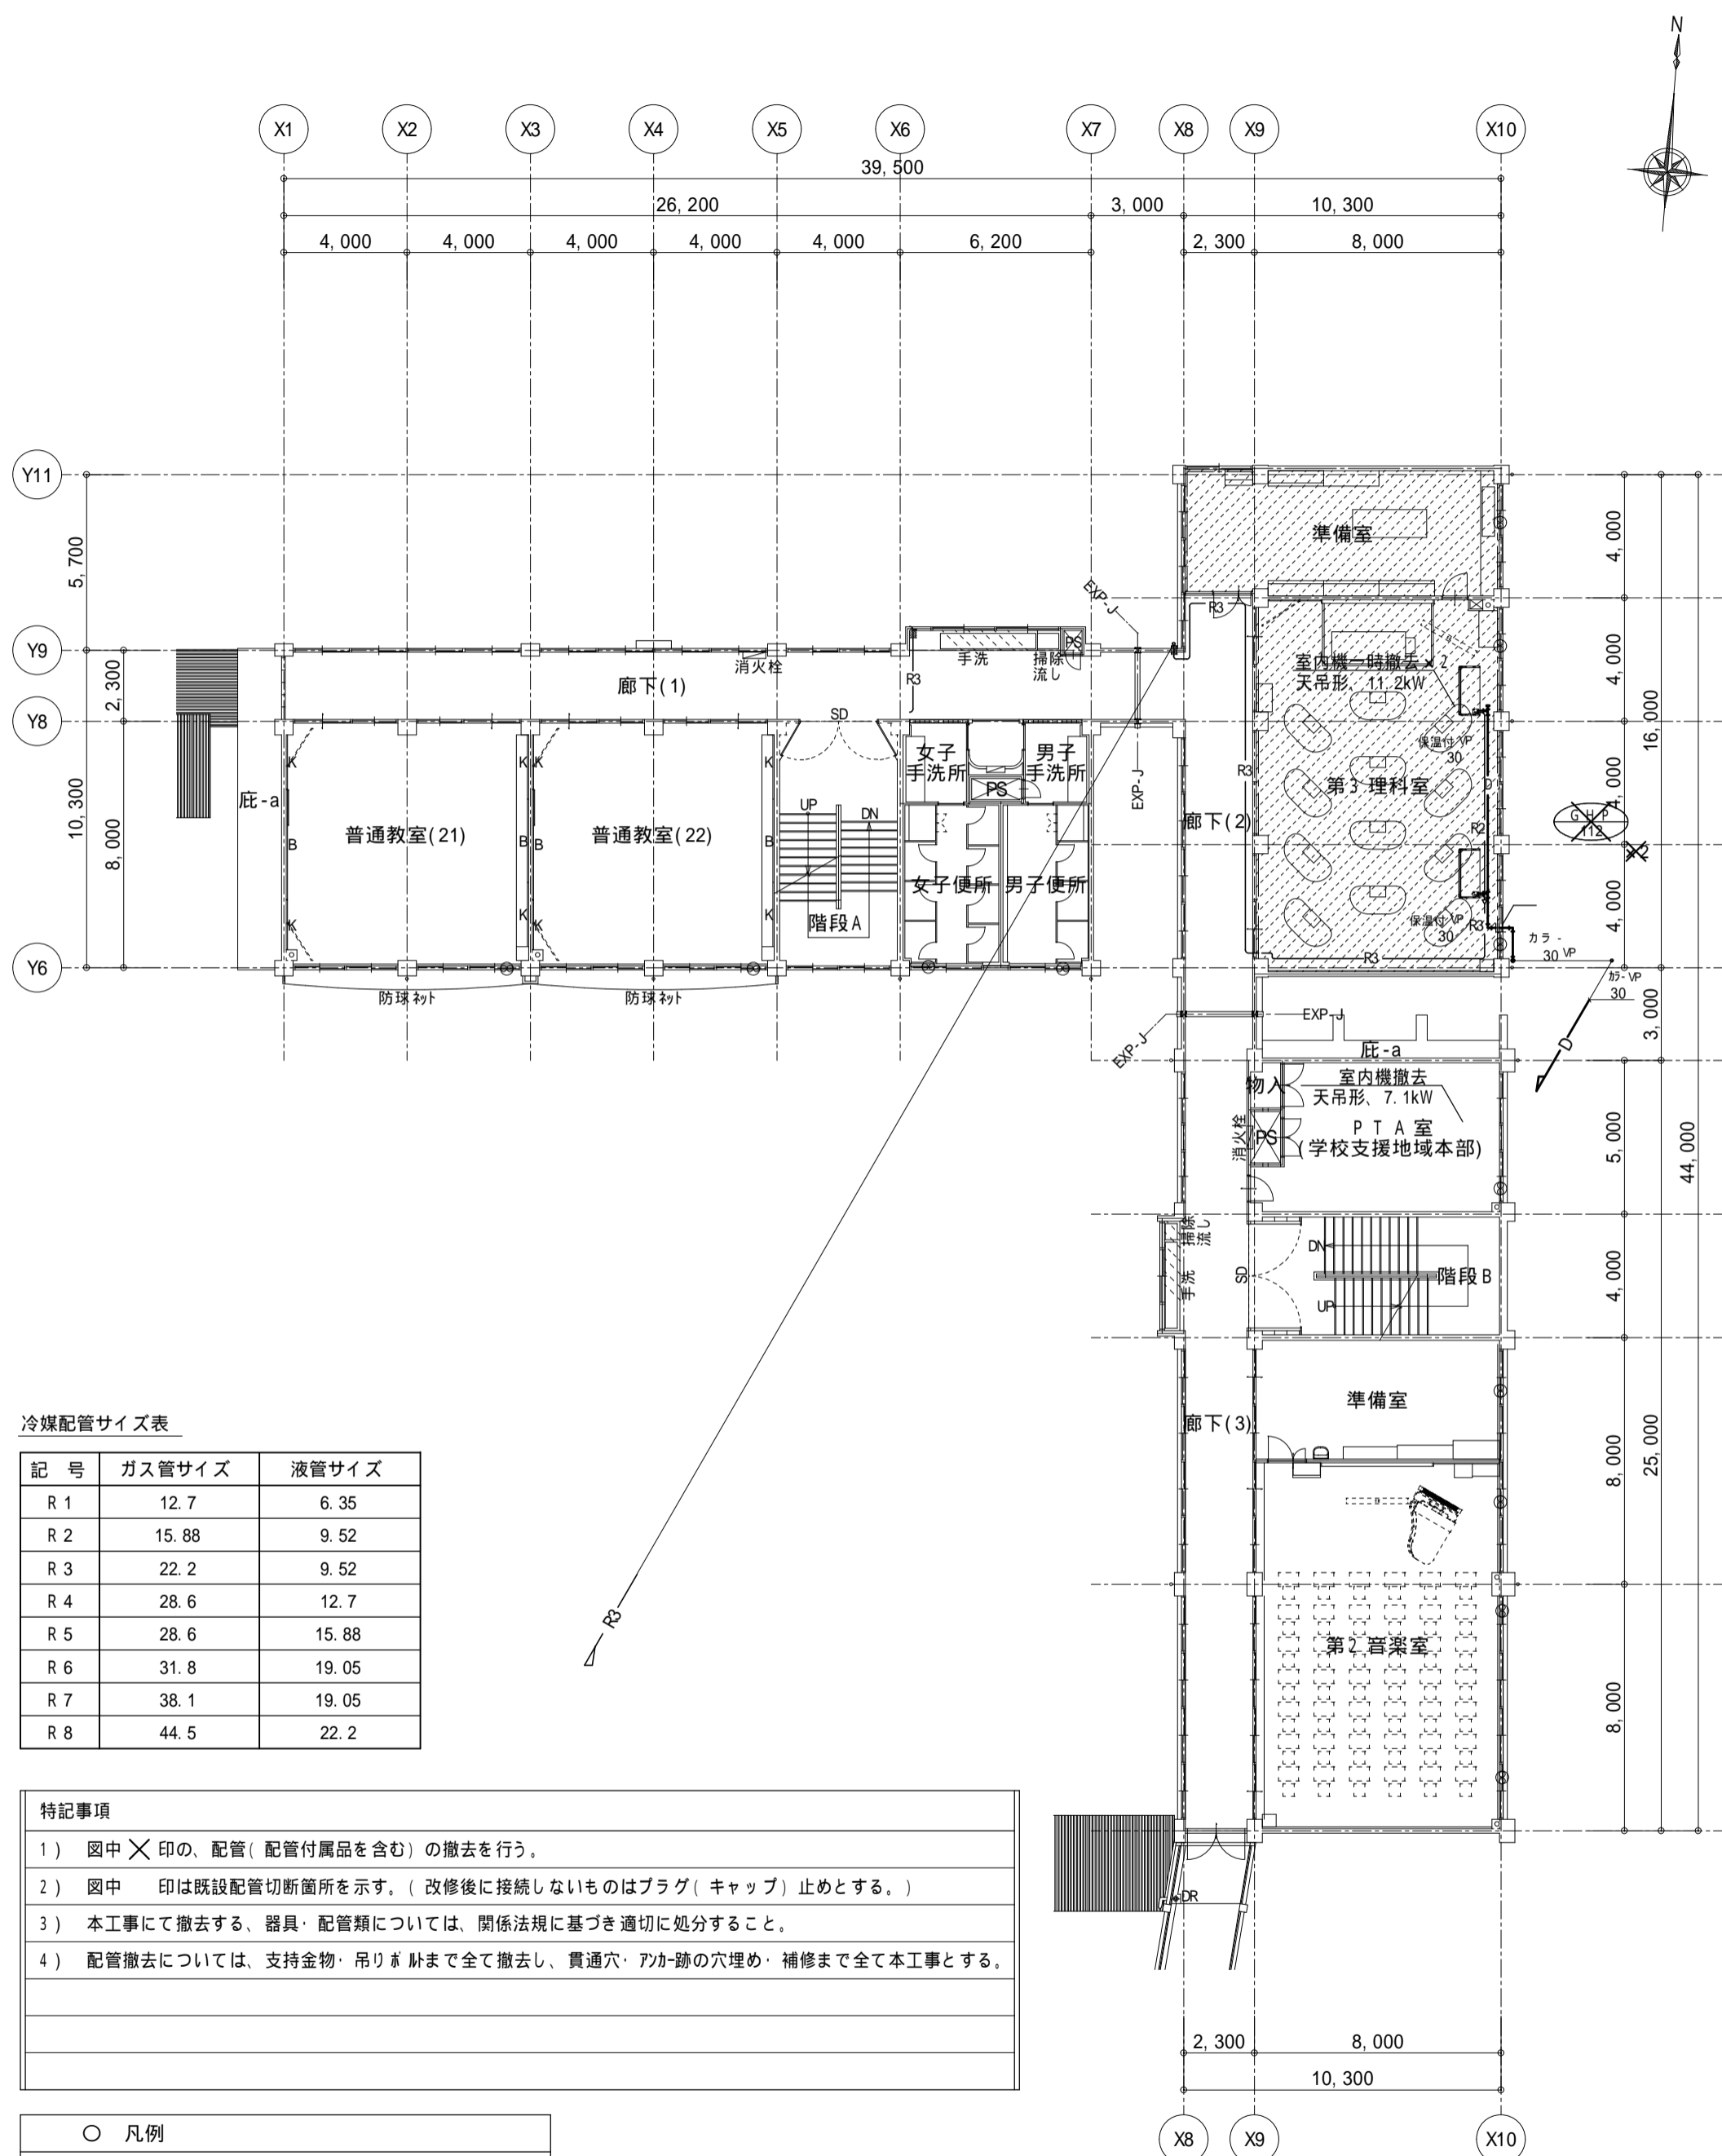 N
X1 X2 X3 X4 X5 X6 X7 X8 X9 X10
39,500
26,200 3,000 10,300
4,000 4,000 4,000 4,000 4,000 6,200 2,300 8,000
Y11
Y9
Y8
Y6
5,700
2,300
10,300
8,000
庇-a
普通教室(21)
普通教室(22)
K K K K
B B B B
K K K K
防球ネット
防球ネット
廊下(1)
消火栓
SD
UP
DN
階段A
手洗
掃除
流し
PS
R3
女子
手洗所
男子
手洗所
PS
女子便所
男子便所
EXP-J
EXP-J
R3
R3
廊下(2)
準備室
室内機一時撤去×2
天吊形、11.2kW
保温付 VP
30
第3 理科室
D
R2
保温付 VP
30
R3
R3
カラ -
30 VP
カラ- VP
30
D
GHP
112
×2
4,000
4,000
4,000
4,000
16,000
3,000
5,000
4,000
8,000
8,000
25,000
44,000
EXP-J
EXP-J
庇-a
物入
室内機撤去
天吊形、7.1kW
消火栓
PS
PTA室
(学校支援地域本部)
掃除
流し
手洗
SD
DN
UP
階段B
廊下(3)
準備室
第2 音楽室
DR
R3
2,300 8,000
10,300
X8 X9 X10
冷媒配管サイズ表
記 号 ガス管サイズ 液管サイズ
R1 12.7 6.35
R2 15.88 9.52
R3 22.2 9.52
R4 28.6 12.7
R5 28.6 15.88
R6 31.8 19.05
R7 38.1 19.05
R8 44.5 22.2
特記事項
1) 図中 × 印の、配管(配管付属品を含む)の撤去を行う。
2) 図中 印は既設配管切断箇所を示す。(改修後に接続しないものはプラグ(キャップ)止めとする。)
3) 本工事にて撤去する、器具・配管類については、関係法規に基づき適切に処分すること。
4) 配管撤去については、支持金物・吊りボルトまで全て撤去し、貫通穴・アンカー跡の穴埋め・補修まで全て本工事とする。
○ 凡例